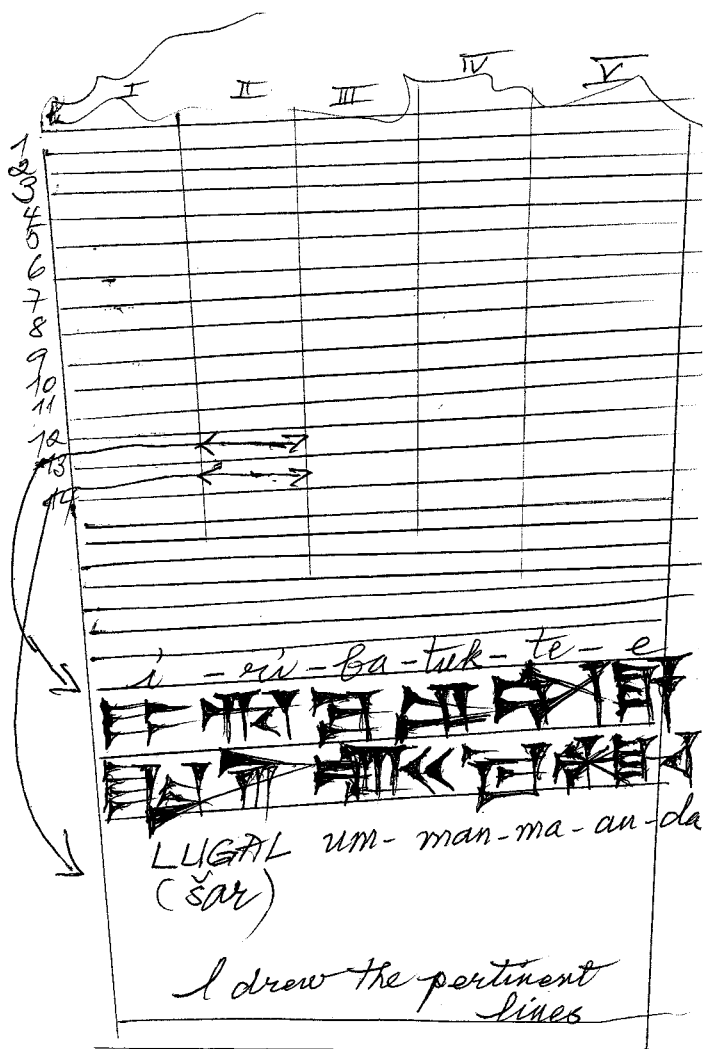 I II III IV V
1
2
3
4
5
6
7
8
9
10
11
12
13
14
i - ri - ba - tuk - te - e
LUGAL um- man - ma - an - da
(šar)
I drew the pertinent
lines